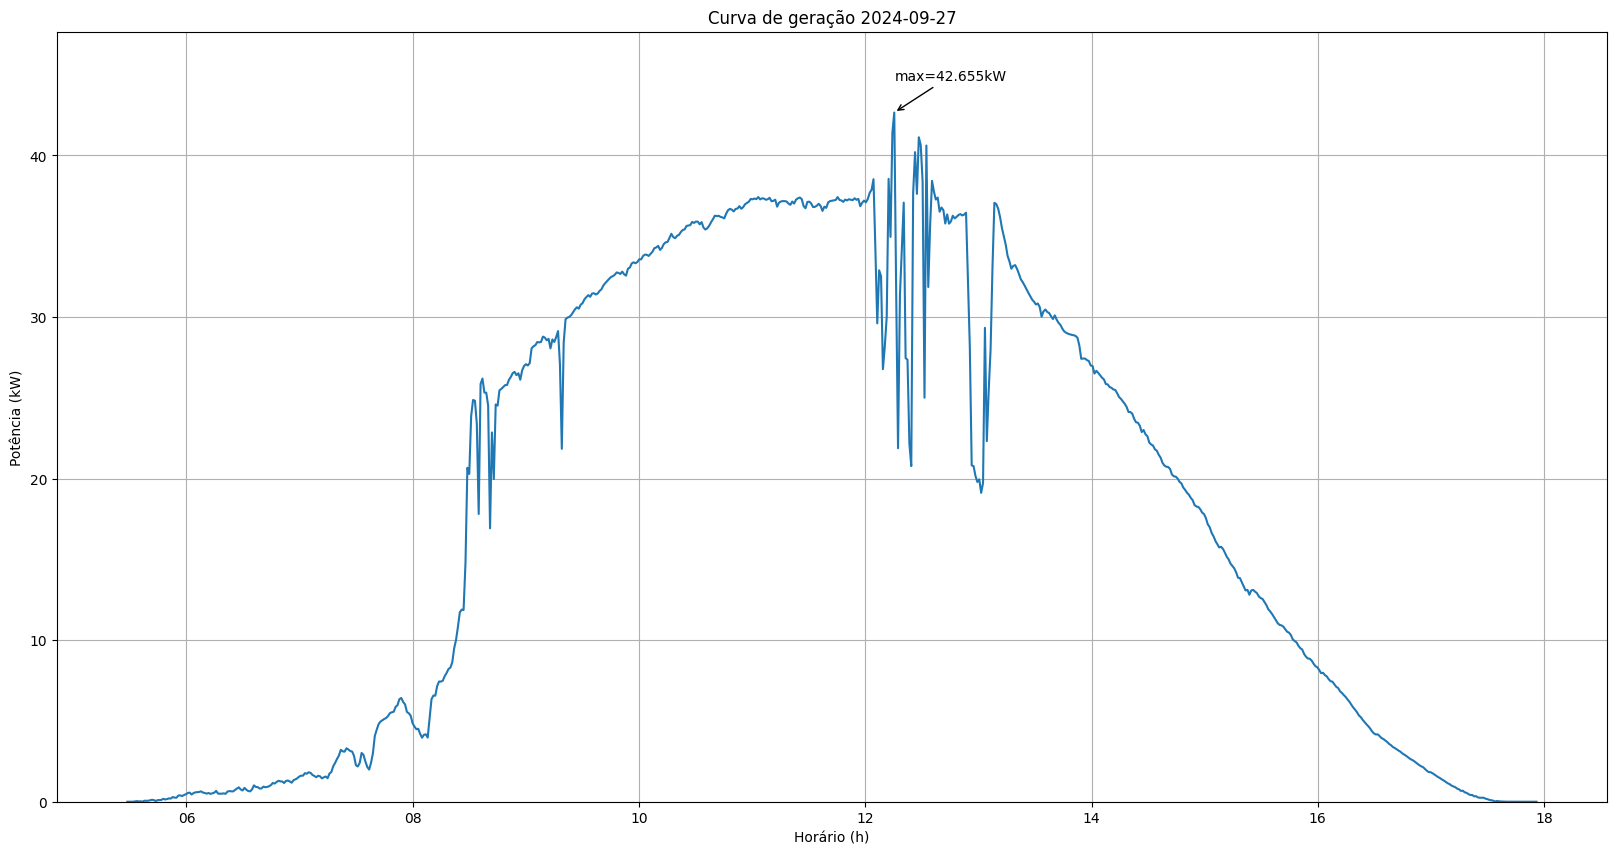 Curva de geração 2024-09-27
max=42.655kW
Potência (kW)
40
30
20
10
0
06 08 10 12 14 16 18
Horário (h)